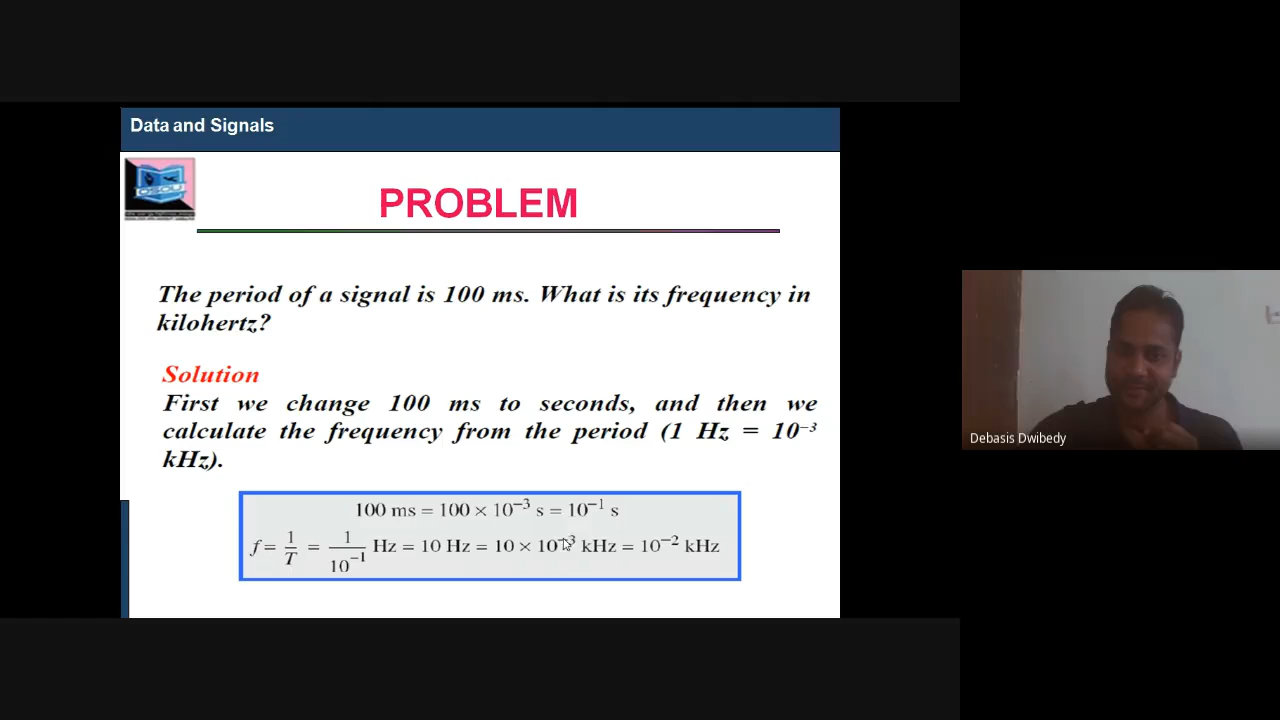 Data and Signals
OSOU
PROBLEM
The period of a signal is 100 ms. What is its frequency in
kilohertz?
Solution
First we change 100 ms to seconds, and then we
calculate the frequency from the period (1 Hz = 10⁻³
kHz).
100 ms = 100 × 10⁻³ s = 10⁻¹ s
f = 1/T = 1/10⁻¹ Hz = 10 Hz = 10 × 10⁻³ kHz = 10⁻² kHz
Debasis Dwibedy